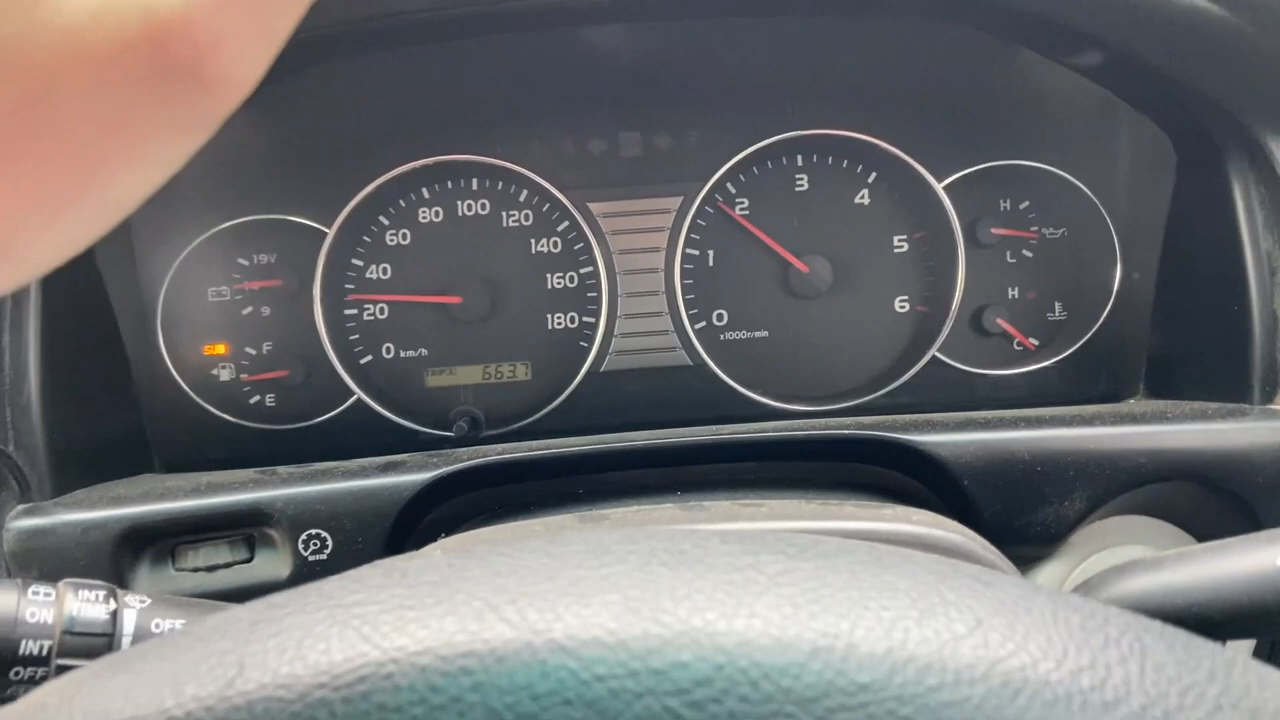 19V
14
9
SUB
F
E
0
20
40
60
80
100
120
140
160
180
km/h
TRIP A 663.7
0
1
2
3
4
5
6
x1000r/min
H
L
H
C
ON
INT
OFF
INT
TIME
OFF